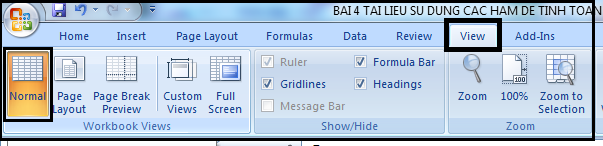 BAI 4 TAI LIEU SU DUNG CAC HAM DE TINH TOAN
Home Insert Page Layout Formulas Data Review View Add-Ins
Normal
Page Layout
Page Break Preview
Custom Views
Full Screen
Workbook Views
Ruler
Gridlines
Message Bar
Formula Bar
Headings
Show/Hide
Zoom
100
100%
Zoom to Selection
Zoom